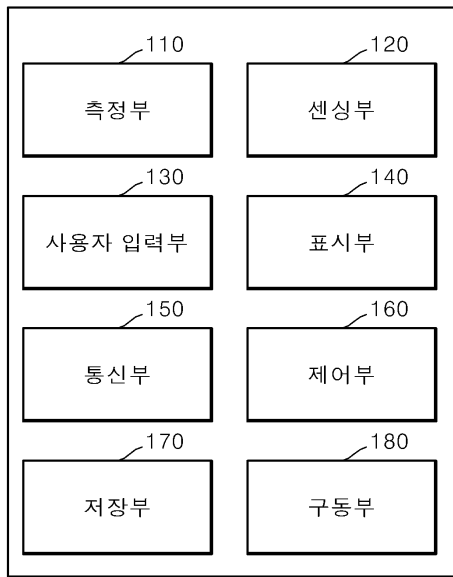 110
측정부
120
센싱부
130
사용자 입력부
140
표시부
150
통신부
160
제어부
170
저장부
180
구동부